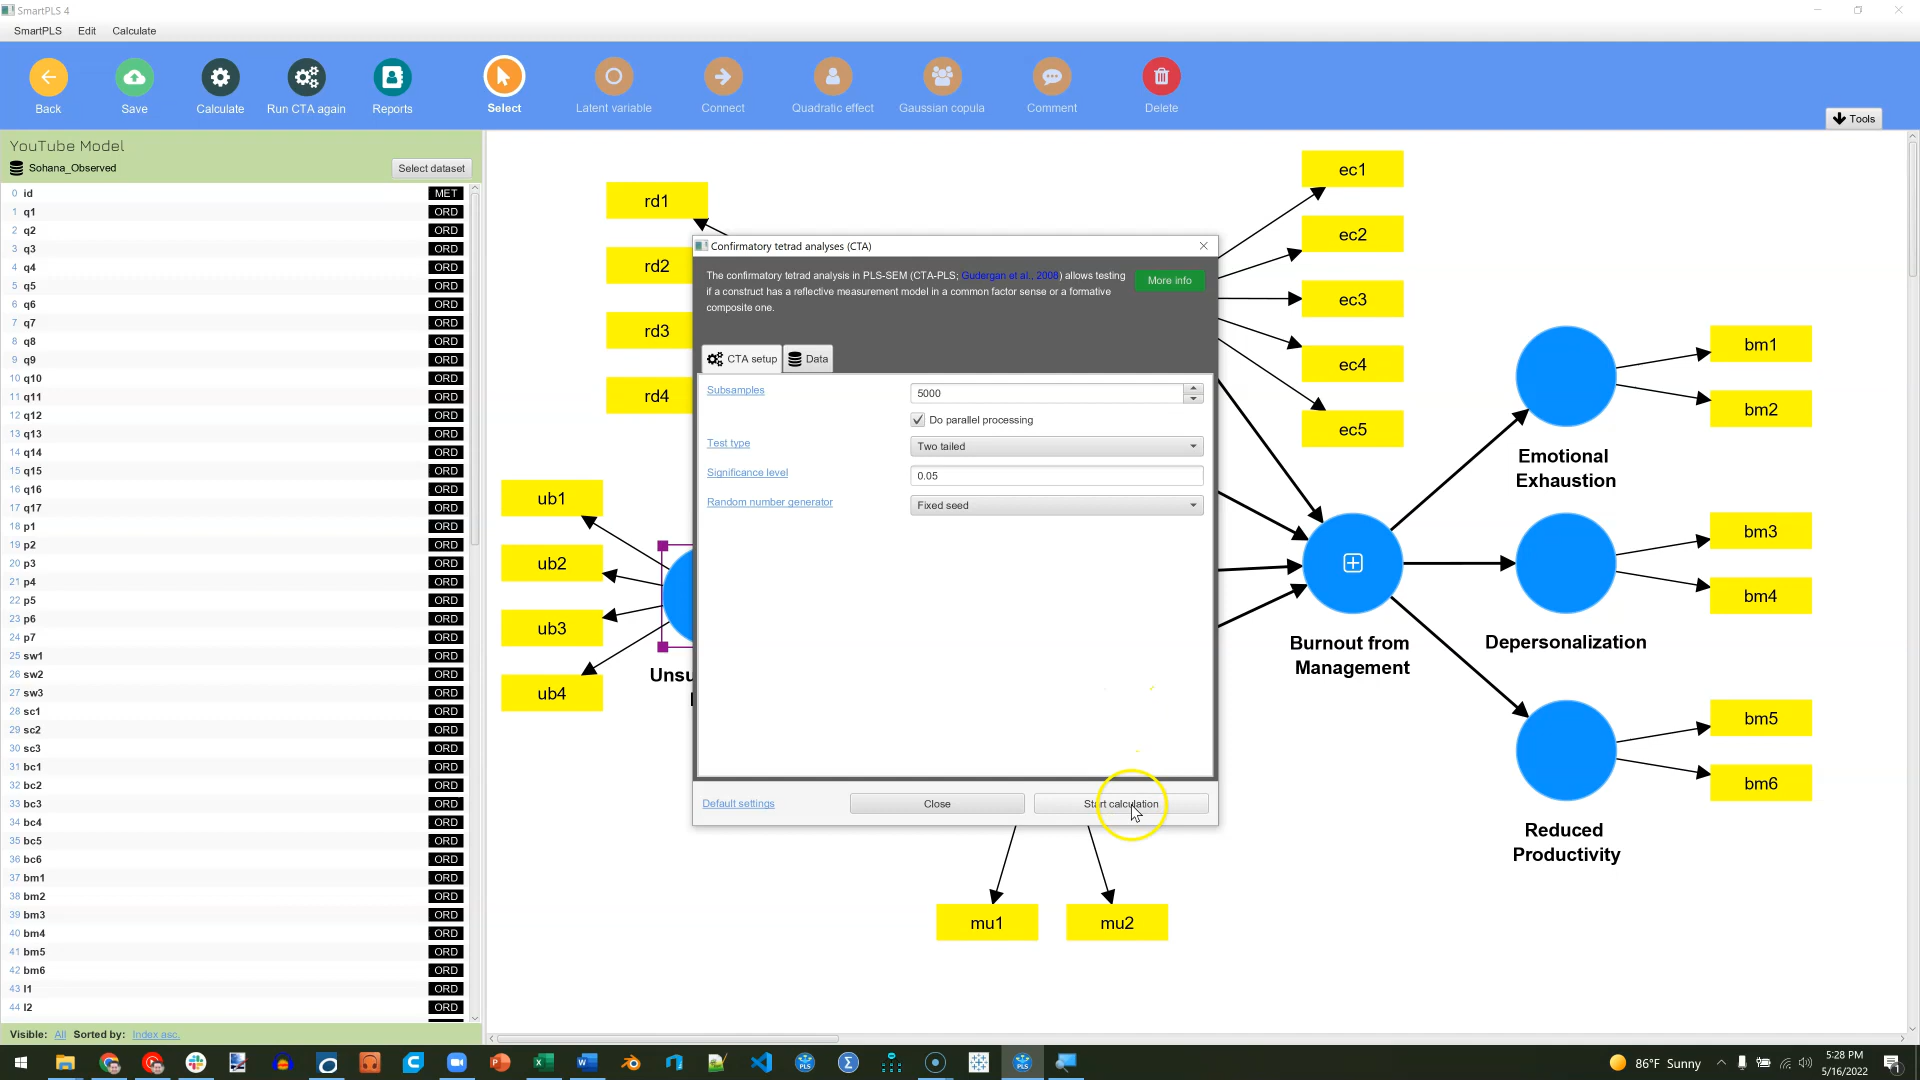 SmartPLS 4
SmartPLS Edit Calculate
Back Save Calculate Run CTA again Reports Select Latent variable Connect Quadratic effect Gaussian copula Comment Delete
Tools
YouTube Model
Sohana_Observed Select dataset
0 id MET
1 q1 ORD
2 q2 ORD
3 q3 ORD
4 q4 ORD
5 q5 ORD
6 q6 ORD
7 q7 ORD
8 q8 ORD
9 q9 ORD
10 q10 ORD
11 q11 ORD
12 q12 ORD
13 q13 ORD
14 q14 ORD
15 q15 ORD
16 q16 ORD
17 q17 ORD
18 p1 ORD
19 p2 ORD
20 p3 ORD
21 p4 ORD
22 p5 ORD
23 p6 ORD
24 p7 ORD
25 sw1 ORD
26 sw2 ORD
27 sw3 ORD
28 sc1 ORD
29 sc2 ORD
30 sc3 ORD
31 bc1 ORD
32 bc2 ORD
33 bc3 ORD
34 bc4 ORD
35 bc5 ORD
36 bc6 ORD
37 bm1 ORD
38 bm2 ORD
39 bm3 ORD
40 bm4 ORD
41 bm5 ORD
42 bm6 ORD
43 l1 ORD
44 l2 ORD
Visible: All Sorted by: Index asc.
rd1
rd2
rd3
rd4
ub1
ub2
ub3
ub4
Unsu
Confirmatory tetrad analyses (CTA)
The confirmatory tetrad analysis in PLS-SEM (CTA-PLS; Gudergan et al., 2008) allows testing
if a construct has a reflective measurement model in a common factor sense or a formative
composite one.
More info
CTA setup Data
Subsamples 5000
Do parallel processing
Test type Two tailed
Significance level 0.05
Random number generator Fixed seed
Default settings Close Start calculation
mu1 mu2
ec1
ec2
ec3
ec4
ec5
Burnout from
Management
Emotional
Exhaustion
Depersonalization
Reduced
Productivity
bm1
bm2
bm3
bm4
bm5
bm6
86°F Sunny
5:28 PM
5/16/2022
PLS
PLS
1